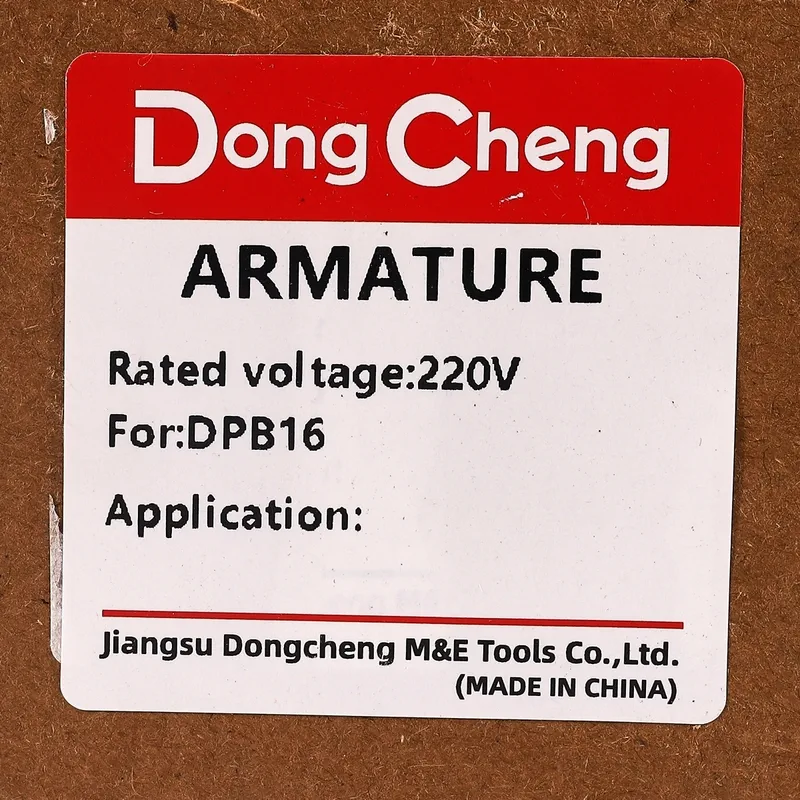 DongCheng
ARMATURE
Rated voltage:220V
For:DPB16
Application:
Jiangsu Dongcheng M&E Tools Co.,Ltd.
(MADE IN CHINA)